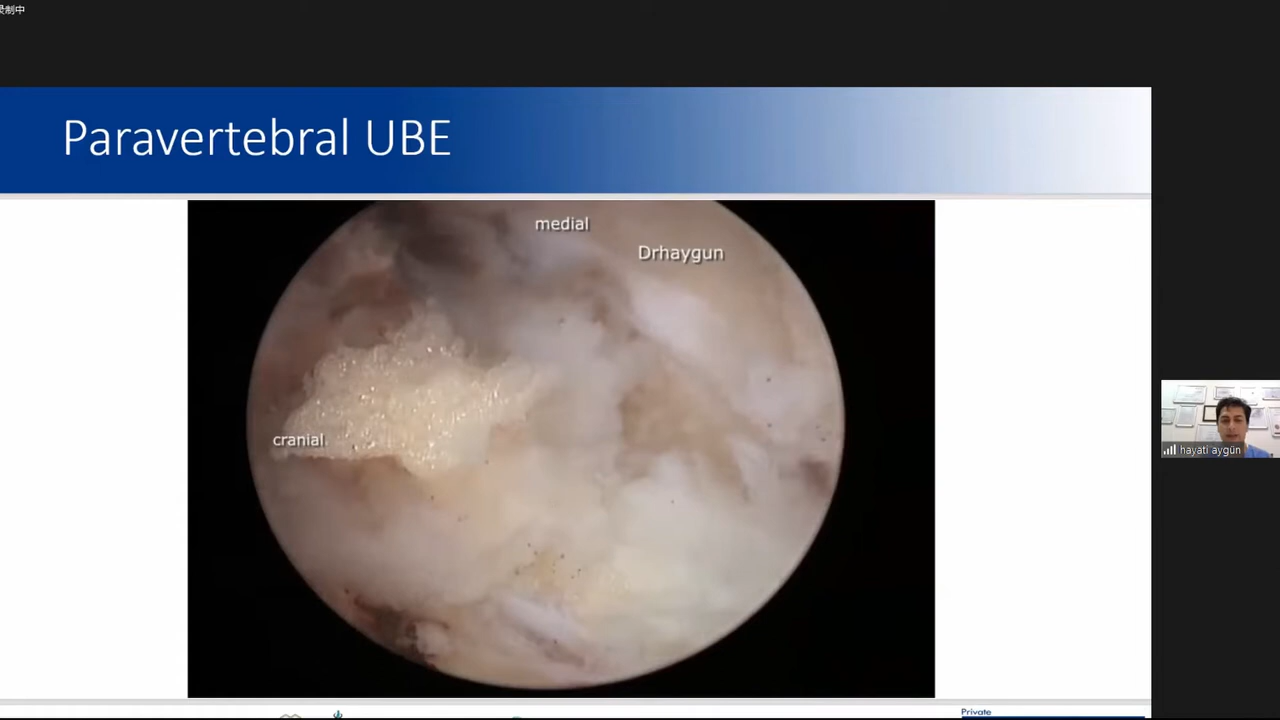 录制中
Paravertebral UBE
medial
Drhaygun
cranial
hayati aygün
Private